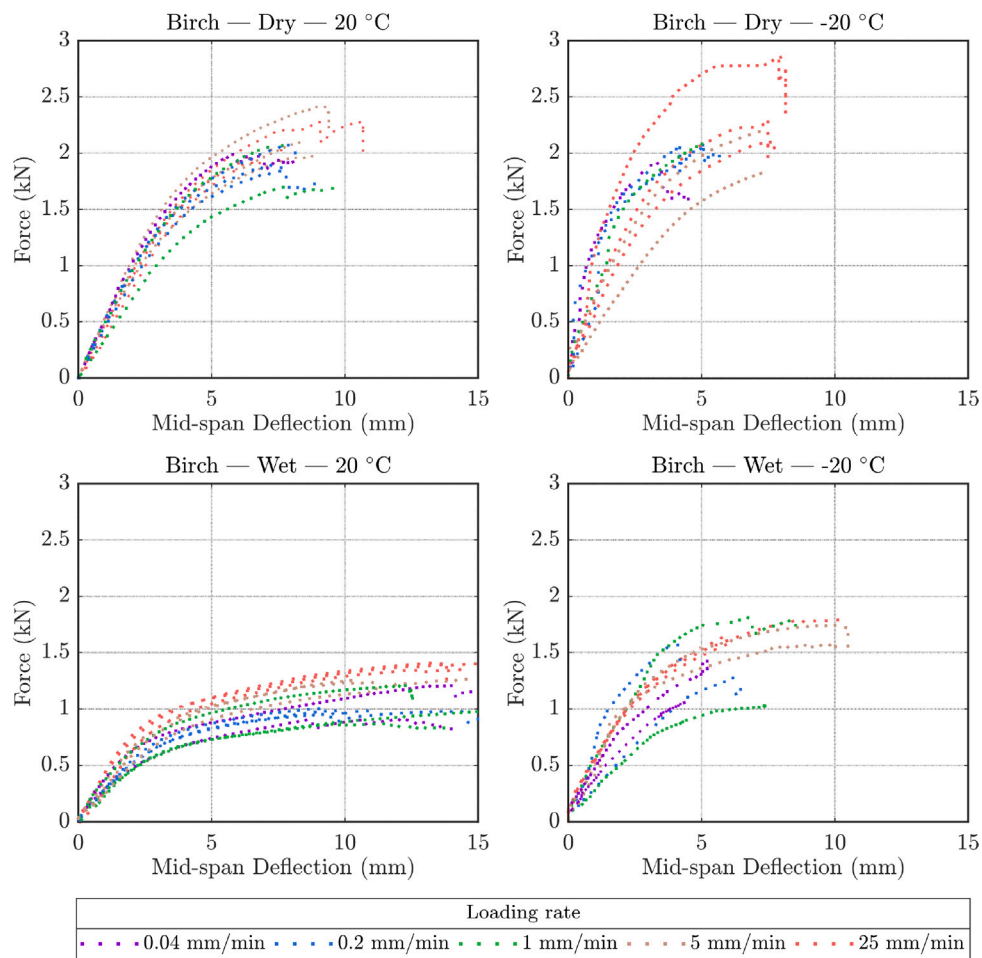 Birch — Dry — 20 °C
3
2.5
2
1.5
1
0.5
0
Force (kN)
0 5 10 15
Mid-span Deflection (mm)
Birch — Dry — -20 °C
3
2.5
2
1.5
1
0.5
0
Force (kN)
0 5 10 15
Mid-span Deflection (mm)
Birch — Wet — 20 °C
3
2.5
2
1.5
1
0.5
0
Force (kN)
0 5 10 15
Mid-span Deflection (mm)
Birch — Wet — -20 °C
3
2.5
2
1.5
1
0.5
0
Force (kN)
0 5 10 15
Mid-span Deflection (mm)
Loading rate
0.04 mm/min 0.2 mm/min 1 mm/min 5 mm/min 25 mm/min